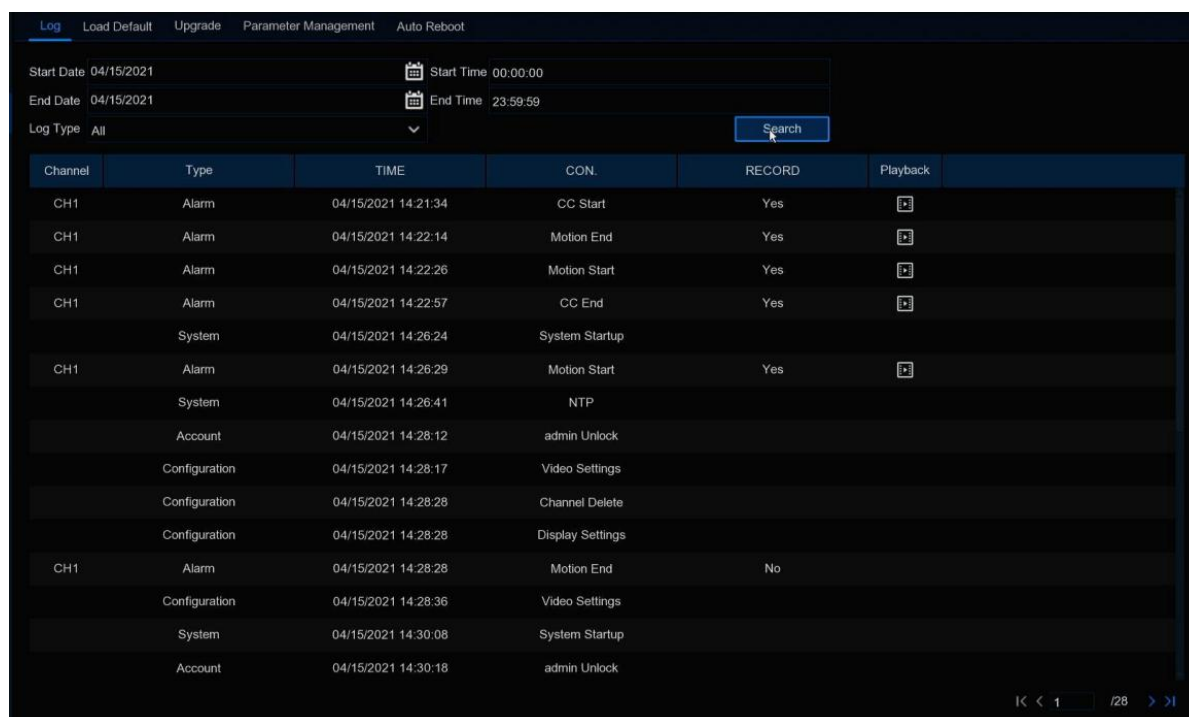 Log Load Default Upgrade Parameter Management Auto Reboot
Start Date 04/15/2021 Start Time 00:00:00
End Date 04/15/2021 End Time 23:59:59
Log Type All Search
Channel Type TIME CON. RECORD Playback
CH1 Alarm 04/15/2021 14:21:34 CC Start Yes
CH1 Alarm 04/15/2021 14:22:14 Motion End Yes
CH1 Alarm 04/15/2021 14:22:26 Motion Start Yes
CH1 Alarm 04/15/2021 14:22:57 CC End Yes
System 04/15/2021 14:26:24 System Startup
CH1 Alarm 04/15/2021 14:26:29 Motion Start Yes
System 04/15/2021 14:26:41 NTP
Account 04/15/2021 14:28:12 admin Unlock
Configuration 04/15/2021 14:28:17 Video Settings
Configuration 04/15/2021 14:28:28 Channel Delete
Configuration 04/15/2021 14:28:28 Display Settings
CH1 Alarm 04/15/2021 14:28:28 Motion End No
Configuration 04/15/2021 14:28:36 Video Settings
System 04/15/2021 14:30:08 System Startup
Account 04/15/2021 14:30:18 admin Unlock
1 /28